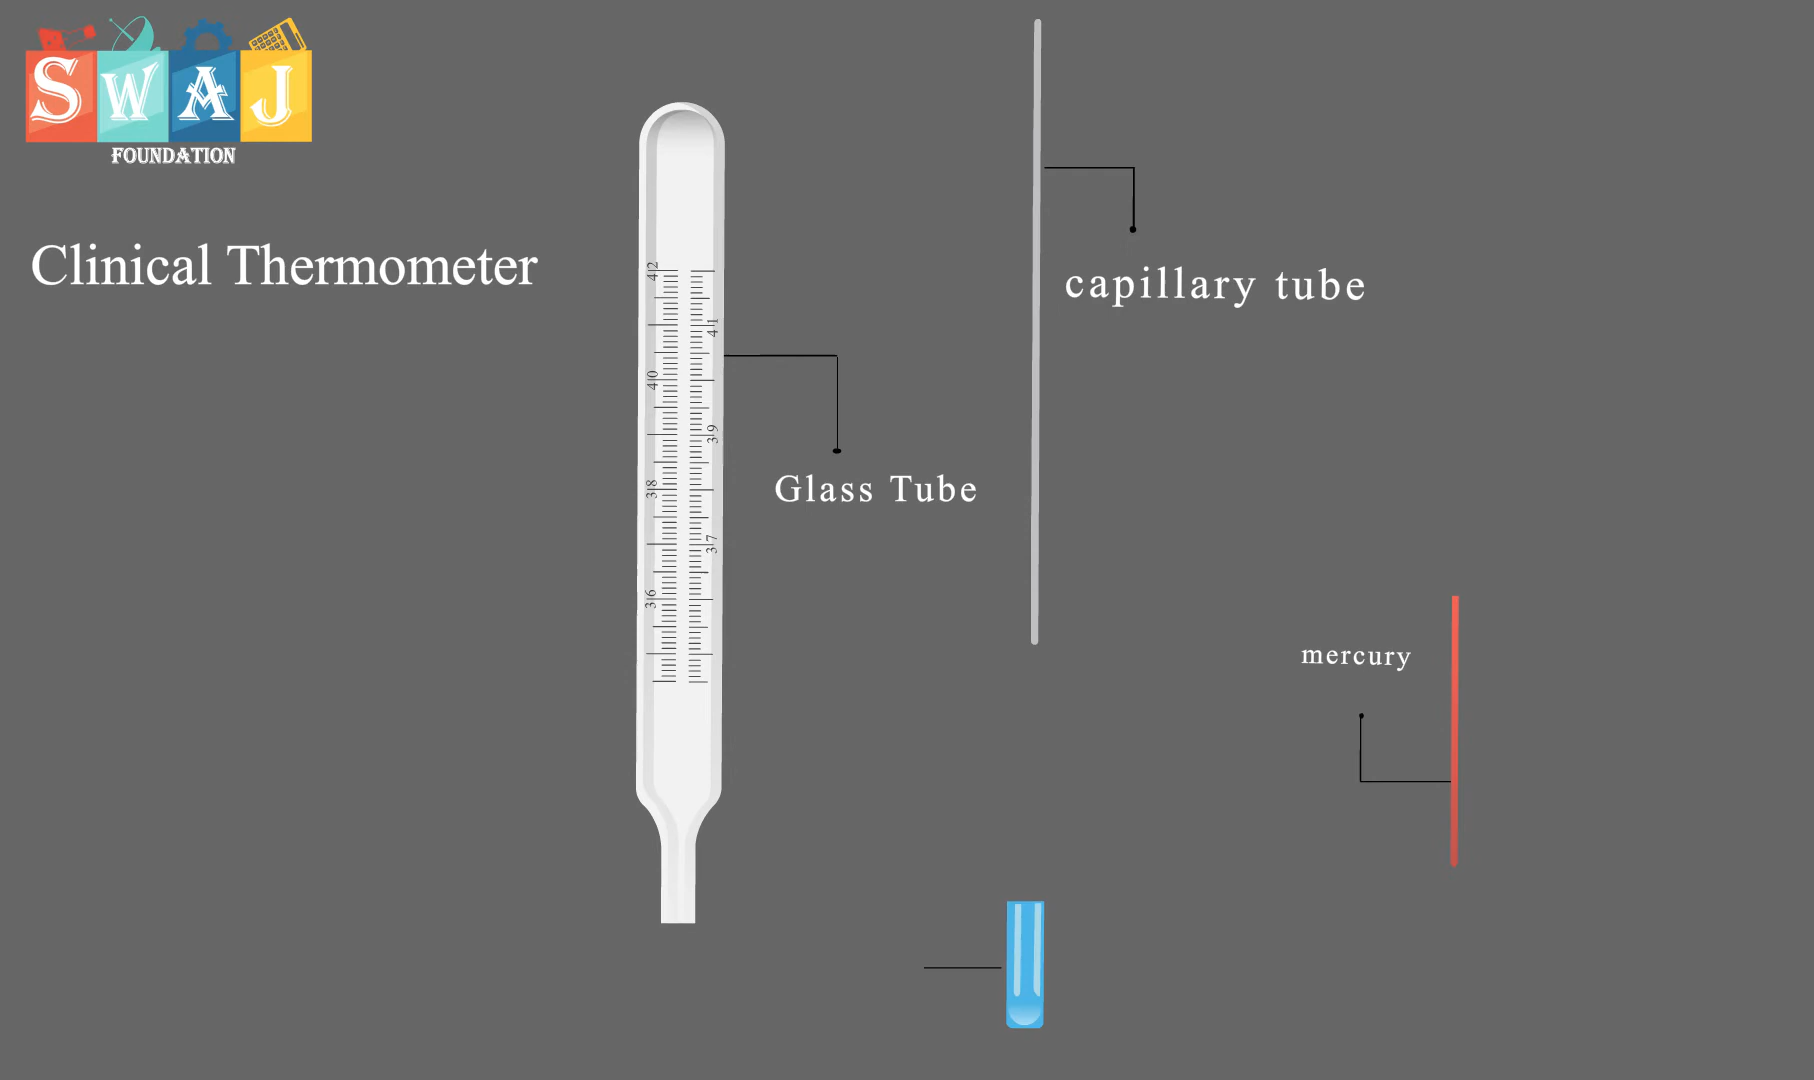 SWAJ
FOUNDATION
Clinical Thermometer
capillary tube
Glass Tube
mercury
42
41
40
39
38
37
36